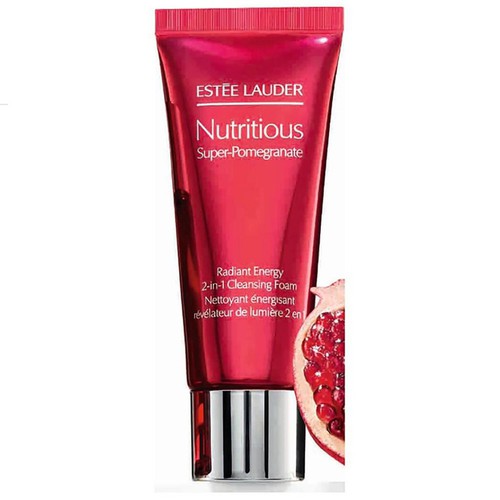 ESTĒE LAUDER
Nutritious
Super-Pomegranate
Radiant Energy
2-in-1 Cleansing Foam
Nettoyant énergisant
révélateur de lumière 2 en 1